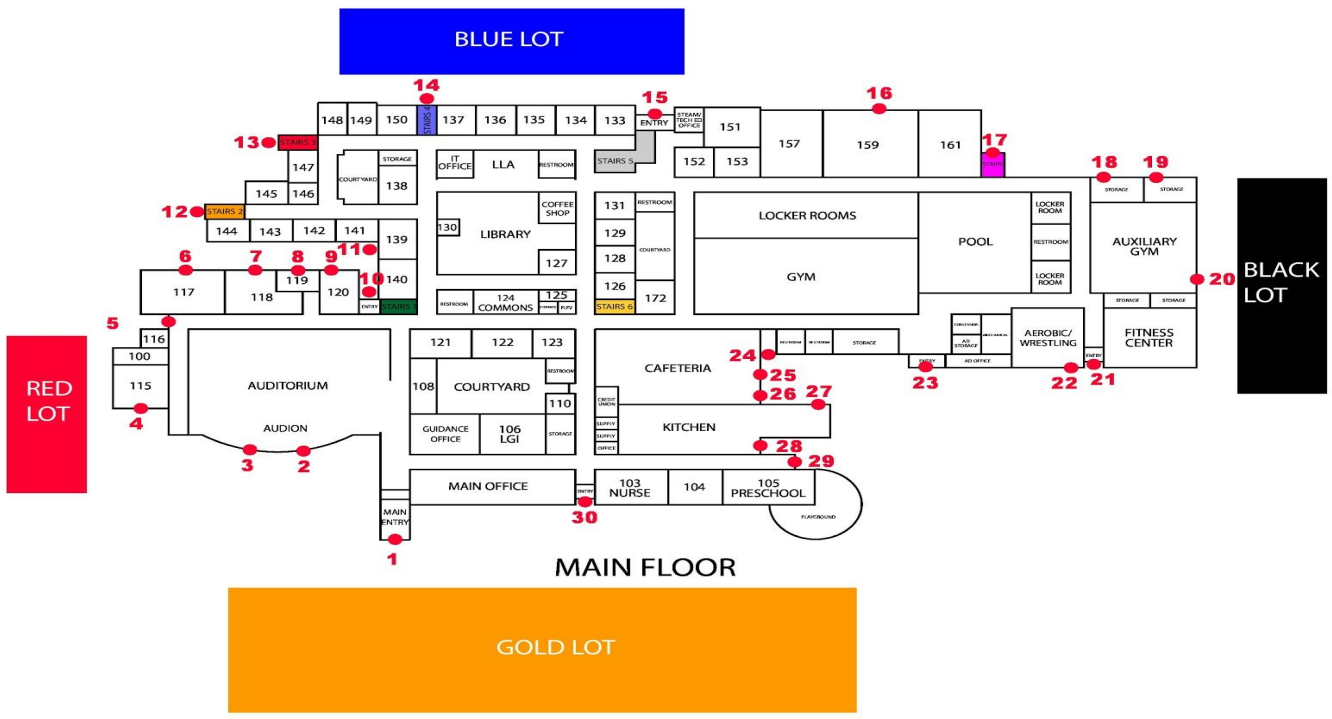 BLUE LOT
14
15
16
148
149
150
STAIRS 4
137
136
135
134
133
ENTRY
STEAM/
TECH ED
OFFICE
151
157
159
161
13
STAIRS 3
17
STAIRS
147
COURTYARD
STORAGE
138
IT
OFFICE
LLA
RESTROOM
STAIRS 5
152
153
18
19
145
146
STORAGE
STORAGE
12
STAIRS 2
COFFEE
SHOP
131
RESTROOM
LOCKER ROOMS
LOCKER
ROOM
144
143
142
141
139
130
LIBRARY
129
COURTYARD
POOL
RESTROOM
AUXILIARY
GYM
11
127
128
6
7
8
9
10
140
126
GYM
LOCKER
ROOM
20
BLACK
LOT
117
118
119
120
ENTRY
STAIRS 1
RESTROOM
124
COMMONS
125
STORAGE
ELEV
STAIRS 6
172
STORAGE
STORAGE
5
116
100
115
121
122
123
RESTROOM
RESTROOM
STORAGE
AD
STORAGE
AD OFFICE
AEROBIC/
WRESTLING
FITNESS
CENTER
ENTRY
ENTRY
24
23
22
21
RED
LOT
AUDITORIUM
AUDION
108
COURTYARD
RESTROOM
110
CAFETERIA
25
26
27
4
3
2
GUIDANCE
OFFICE
106
LGI
STORAGE
CREDIT
UNION
SUPPLY
SUPPLY
OFFICE
KITCHEN
28
29
MAIN OFFICE
ENTRY
30
103
NURSE
104
105
PRESCHOOL
PLAYGROUND
MAIN
ENTRY
1
MAIN FLOOR
GOLD LOT